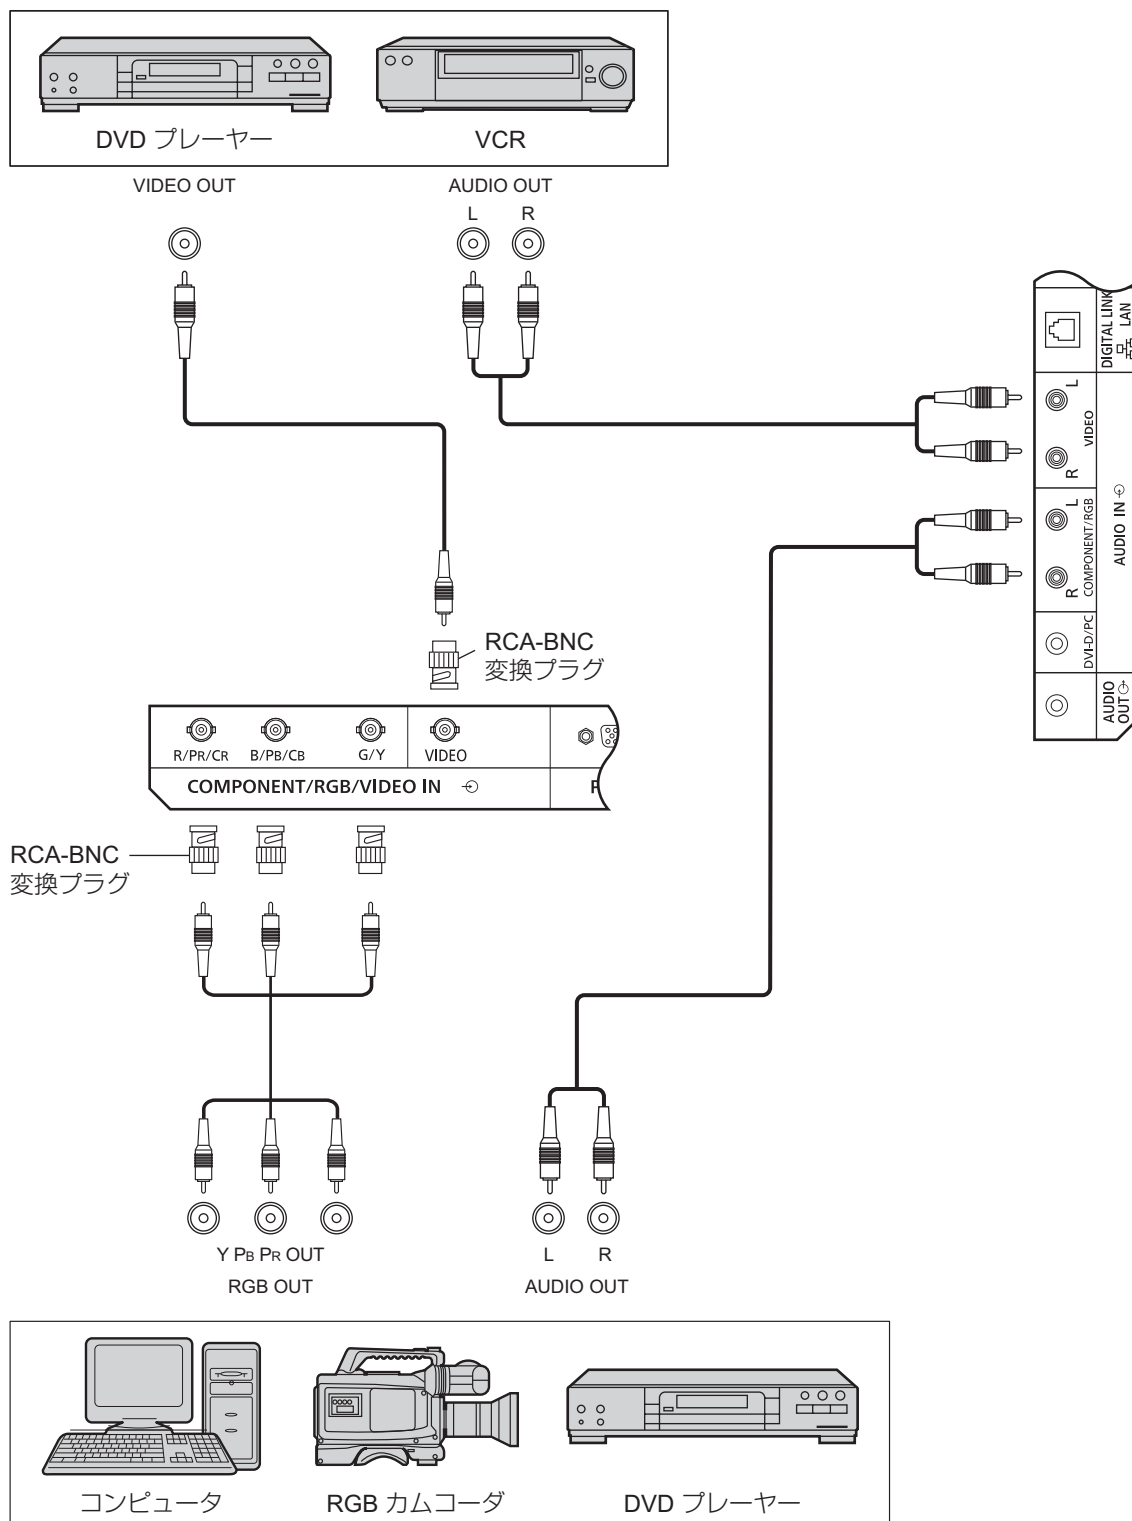 DVD プレーヤー
VCR
VIDEO OUT
AUDIO OUT
L R
DIGITAL LINK
LAN
L
VIDEO
R
L
COMPONENT/RGB
R
AUDIO IN
DVI-D/PC
AUDIO
OUT
RCA-BNC
変換プラグ
R/PR/CR B/PB/CB G/Y VIDEO
COMPONENT/RGB/VIDEO IN
RCA-BNC
変換プラグ
Y PB PR OUT
RGB OUT
L R
AUDIO OUT
コンピュータ
RGB カムコーダ
DVD プレーヤー